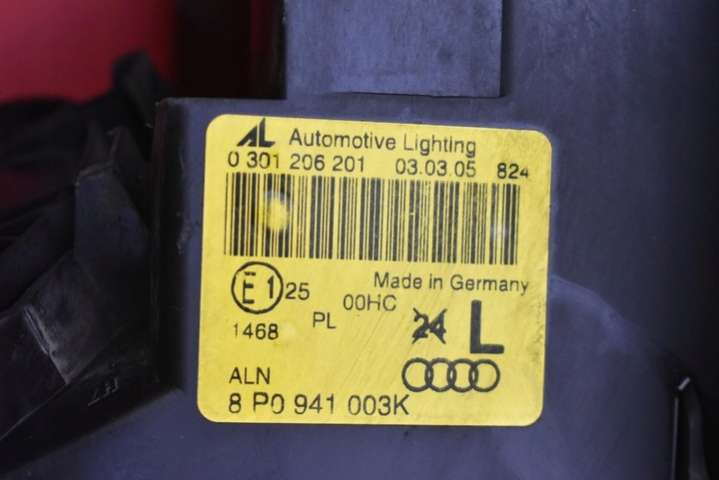 AL Automotive Lighting
0 301 206 201 03.03.05 824
Made in Germany
E1 25 00HC
1468 PL 24 L
ALN
8 P0 941 003K